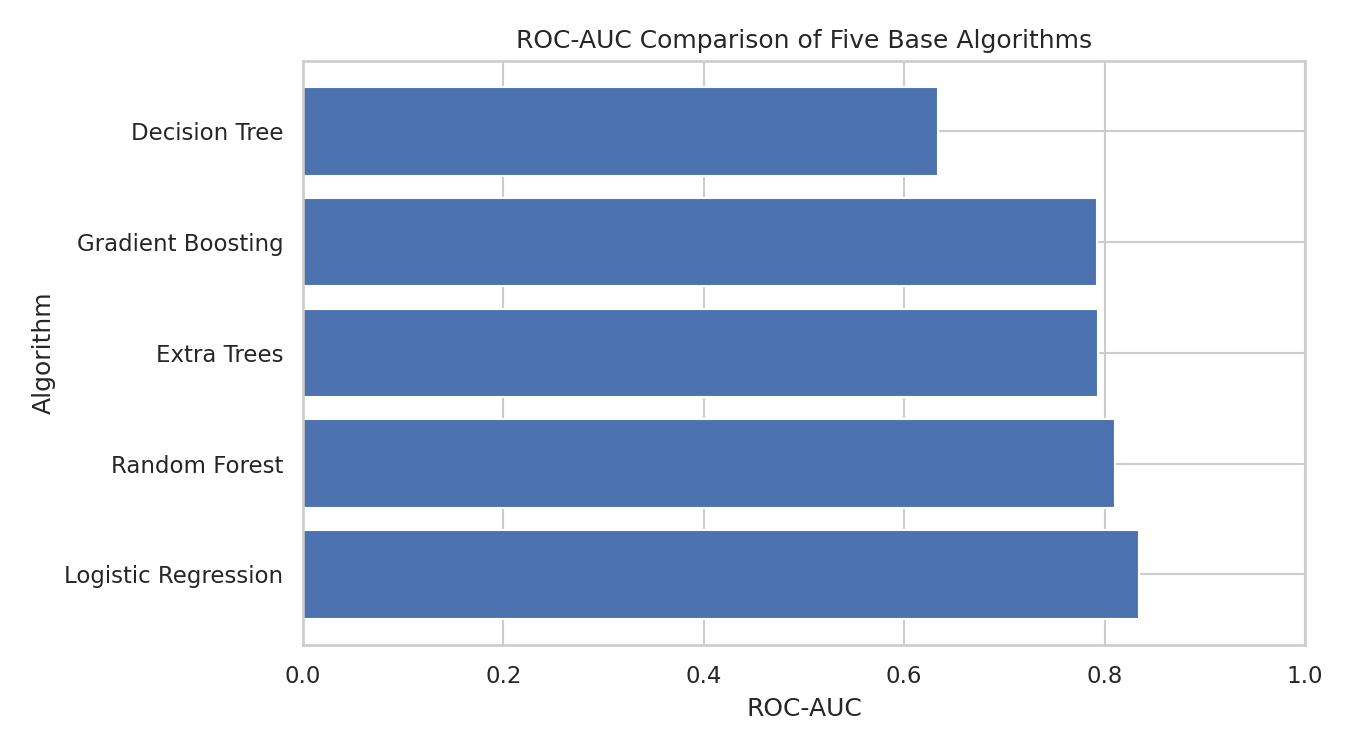 ROC-AUC Comparison of Five Base Algorithms
Algorithm
Decision Tree
Gradient Boosting
Extra Trees
Random Forest
Logistic Regression
0.0 0.2 0.4 0.6 0.8 1.0
ROC-AUC